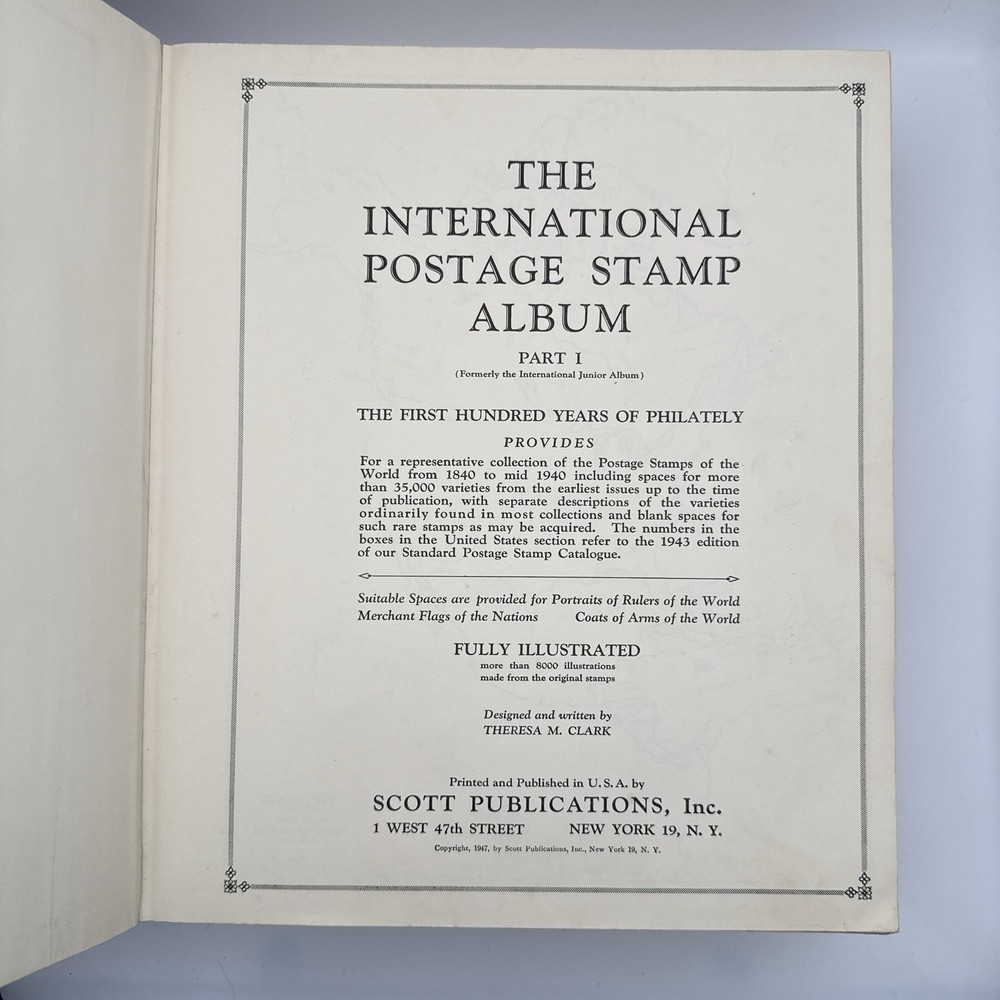 THE
INTERNATIONAL
POSTAGE STAMP
ALBUM
PART I
(Formerly the International Junior Album)
THE FIRST HUNDRED YEARS OF PHILATELY
PROVIDES
For a representative collection of the Postage Stamps of the
World from 1840 to mid 1940 including spaces for more
than 35,000 varieties from the earliest issues up to the time
of publication, with separate descriptions of the varieties
ordinarily found in most collections and blank spaces for
such rare stamps as may be acquired. The numbers in the
boxes in the United States section refer to the 1943 edition
of our Standard Postage Stamp Catalogue.
Suitable Spaces are provided for Portraits of Rulers of the World
Merchant Flags of the Nations Coats of Arms of the World
FULLY ILLUSTRATED
more than 8000 illustrations
made from the original stamps
Designed and written by
THERESA M. CLARK
Printed and Published in U. S. A. by
SCOTT PUBLICATIONS, Inc.
1 WEST 47th STREET NEW YORK 19, N. Y.
Copyright, 1947, by Scott Publications, Inc., New York 19, N. Y.